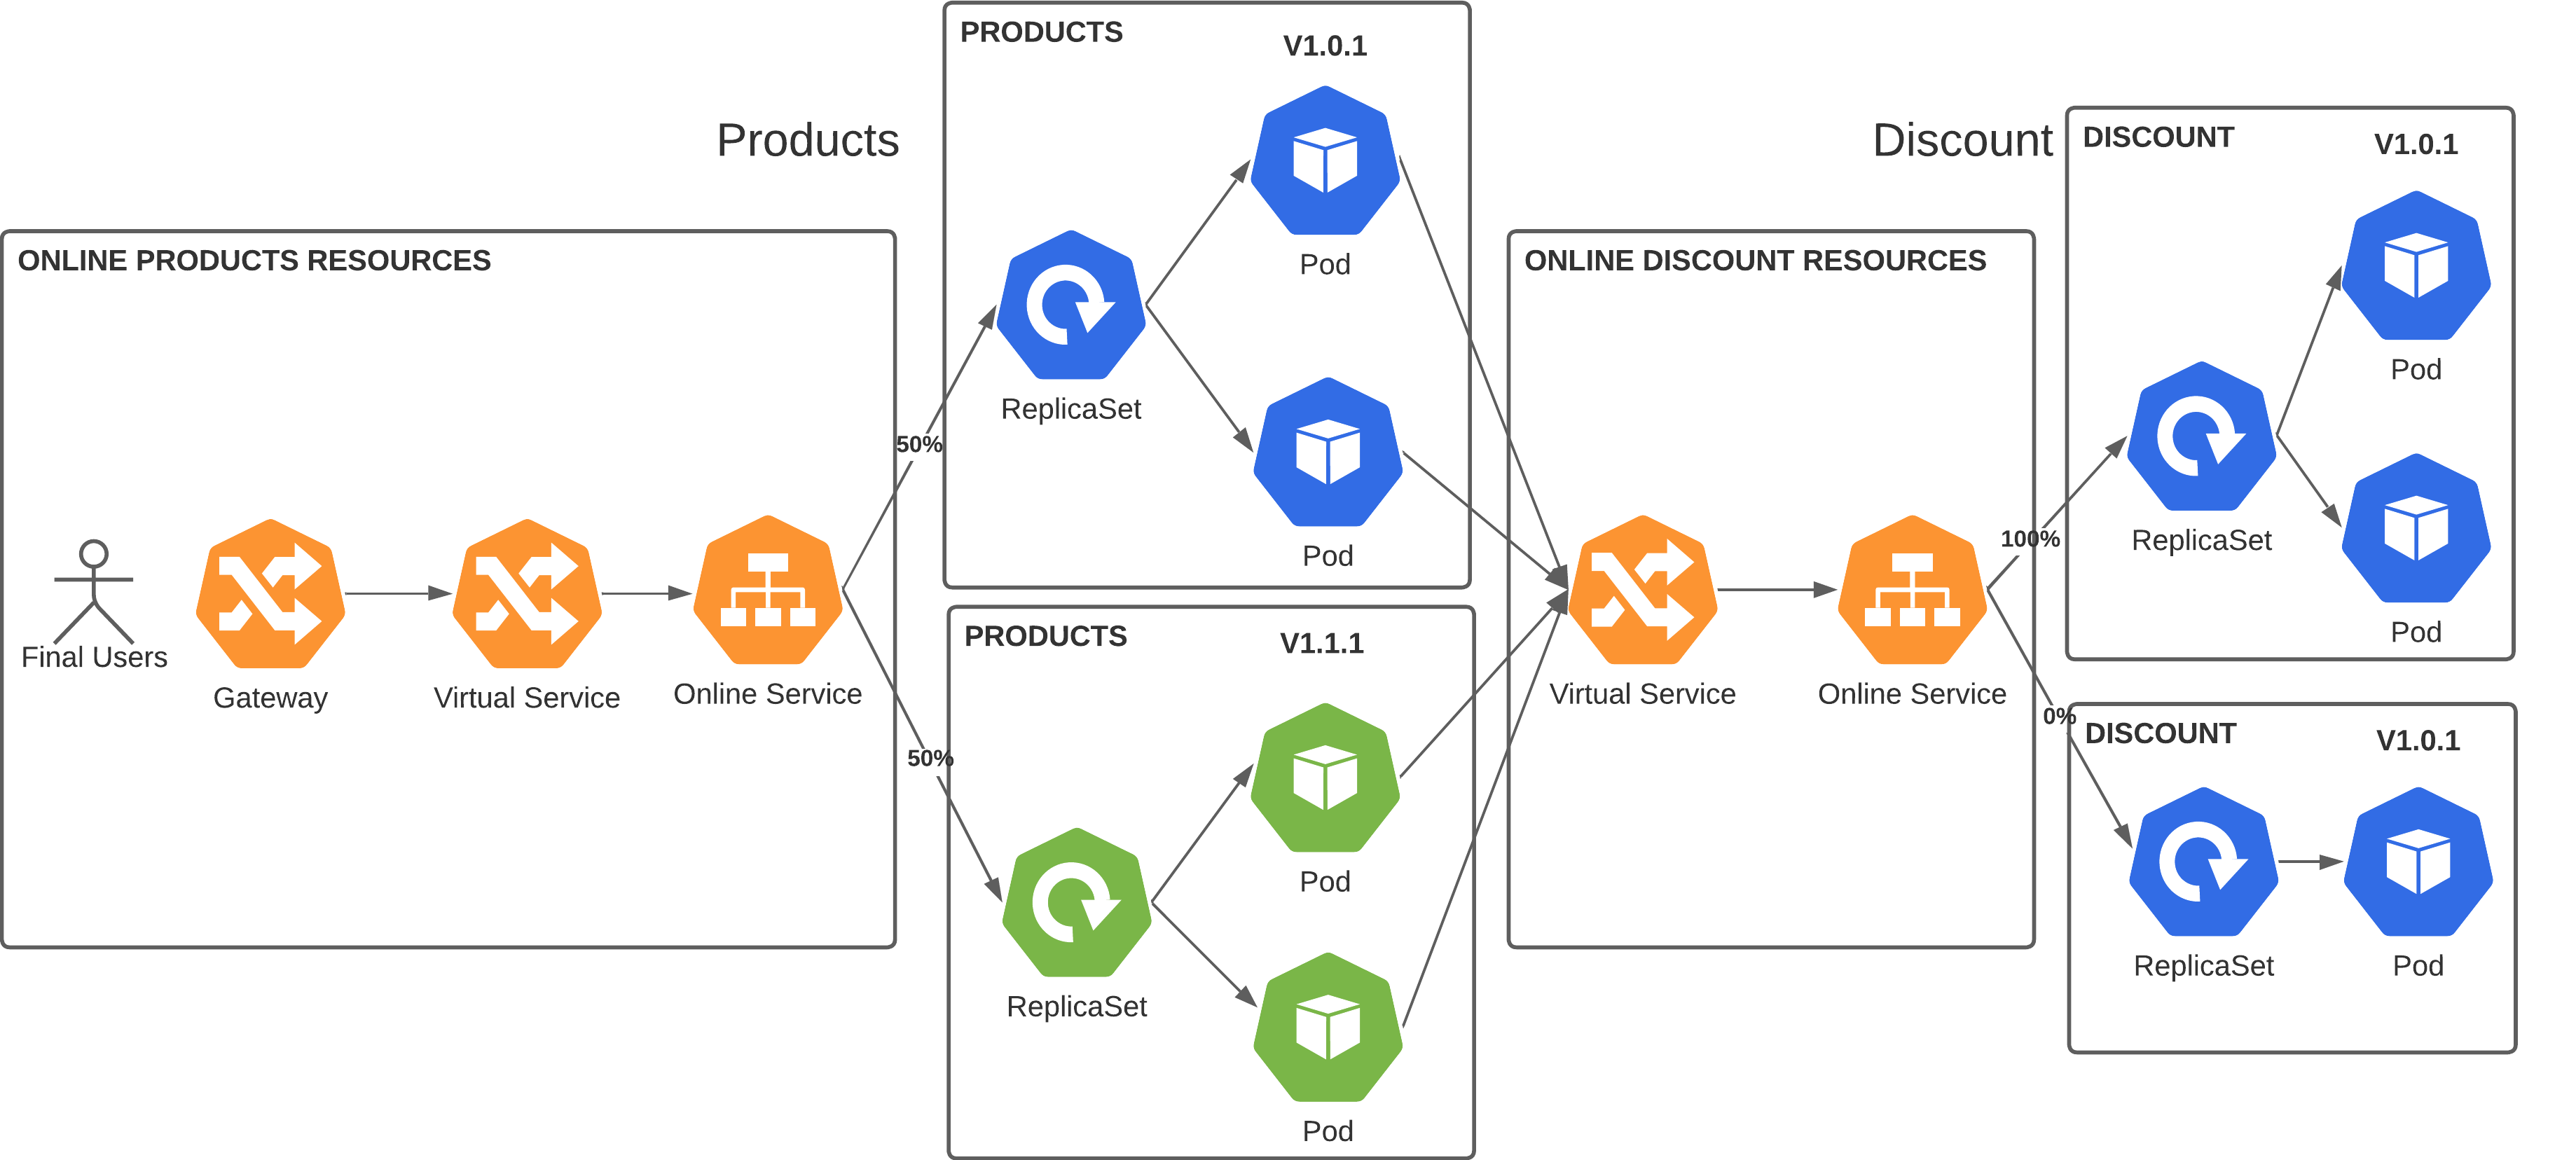 Products
Discount
ONLINE PRODUCTS RESOURCES
Final Users
Gateway
Virtual Service
Online Service
50%
50%
PRODUCTS
V1.0.1
ReplicaSet
Pod
Pod
PRODUCTS
V1.1.1
ReplicaSet
Pod
Pod
ONLINE DISCOUNT RESOURCES
Virtual Service
Online Service
100%
0%
DISCOUNT
V1.0.1
ReplicaSet
Pod
Pod
DISCOUNT
V1.0.1
ReplicaSet
Pod